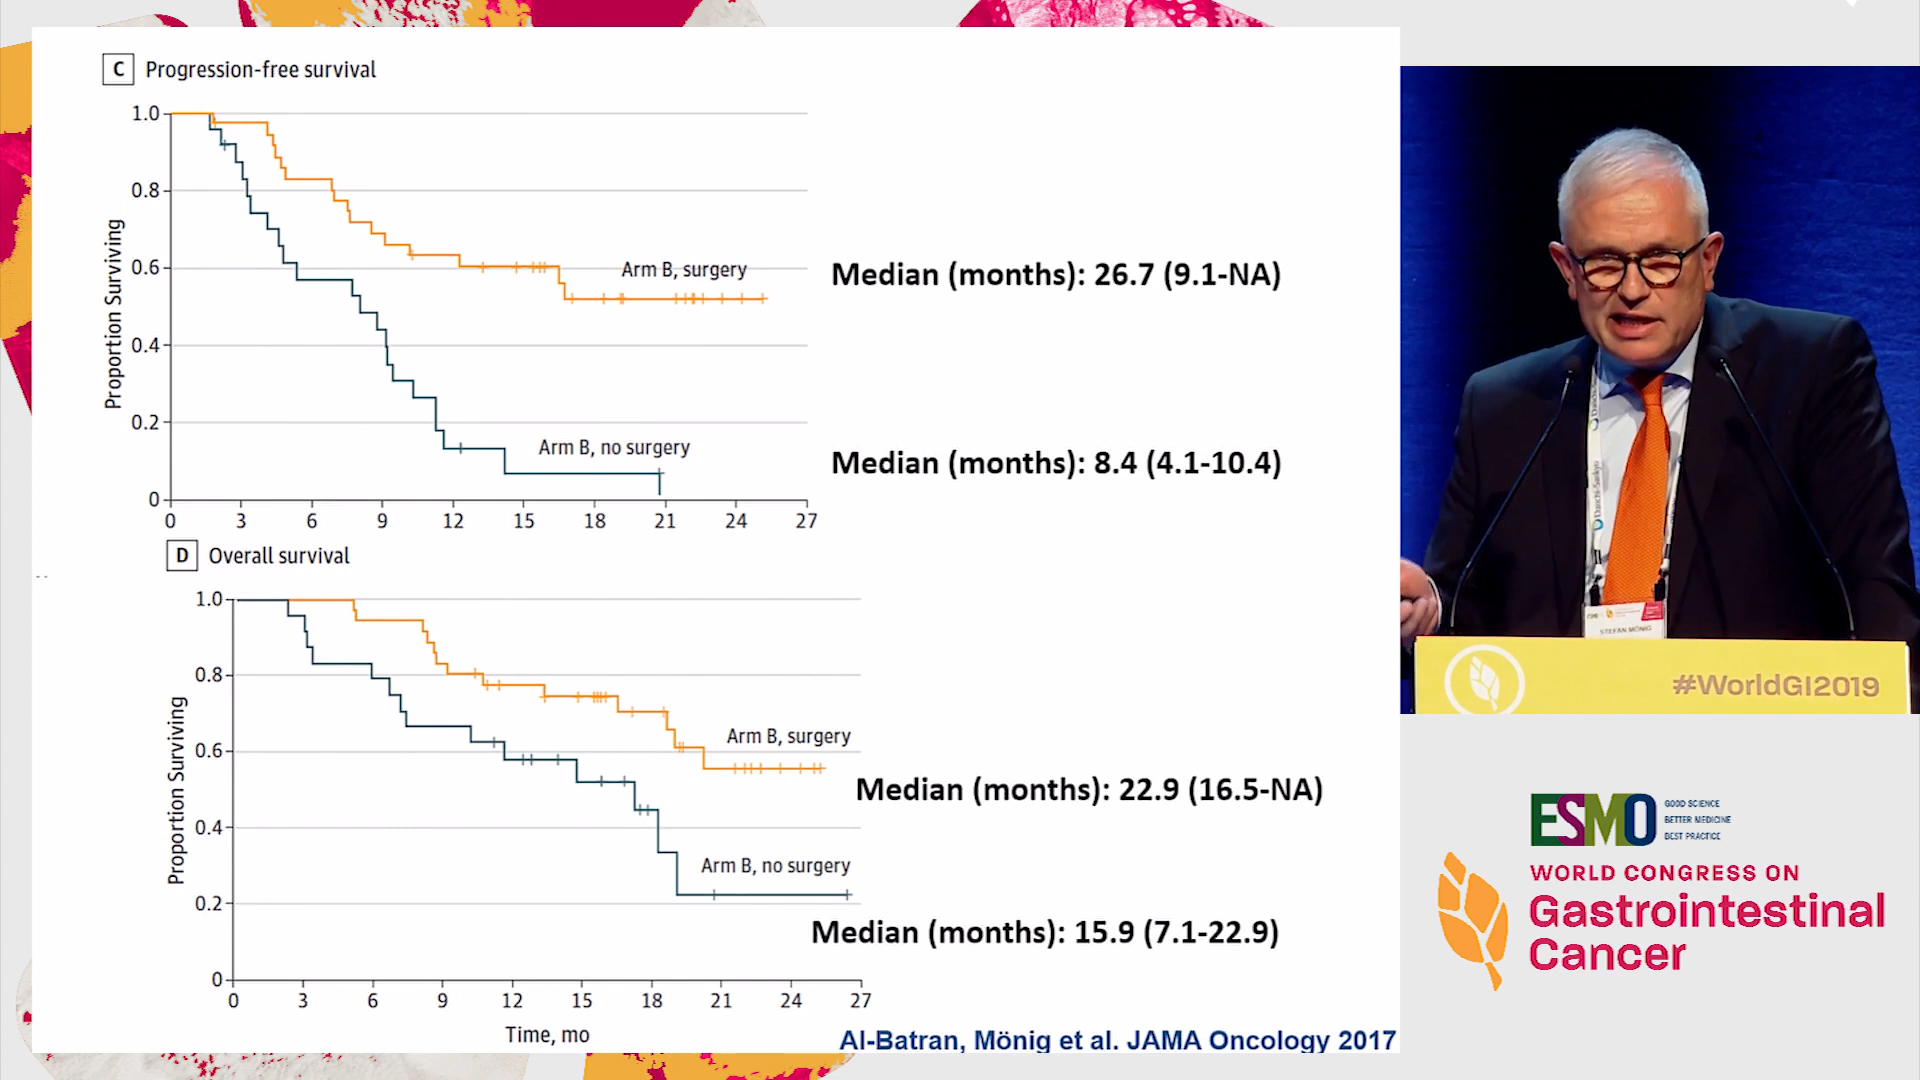 C Progression-free survival
1.0
0.8
0.6
0.4
0.2
0
Proportion Surviving
Arm B, surgery
Arm B, no surgery
0 3 6 9 12 15 18 21 24 27
Median (months): 26.7 (9.1-NA)
Median (months): 8.4 (4.1-10.4)
D Overall survival
1.0
0.8
0.6
0.4
0.2
0
Proportion Surviving
Arm B, surgery
Arm B, no surgery
0 3 6 9 12 15 18 21 24 27
Time, mo
Median (months): 22.9 (16.5-NA)
Median (months): 15.9 (7.1-22.9)
Al-Batran, Mönig et al. JAMA Oncology 2017
Daiichi-Sankyo
STEFAN MÖNIG
#WorldGI2019
ESMO
GOOD SCIENCE
BETTER MEDICINE
BEST PRACTICE
WORLD CONGRESS ON
Gastrointestinal
Cancer